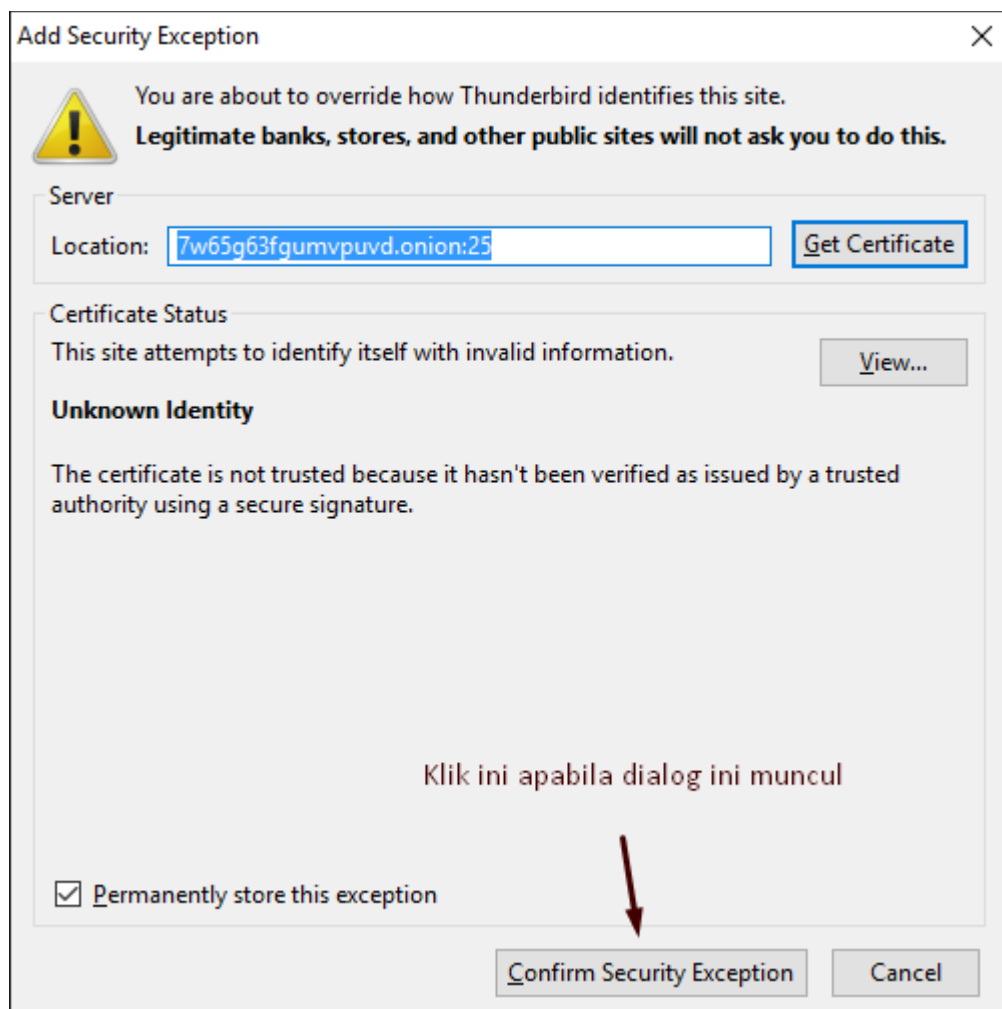 Add Security Exception
You are about to override how Thunderbird identifies this site.
Legitimate banks, stores, and other public sites will not ask you to do this.
Server
Location: 7w65g63fgumvpuvd.onion:25 Get Certificate
Certificate Status
This site attempts to identify itself with invalid information.
View...
Unknown Identity
The certificate is not trusted because it hasn't been verified as issued by a trusted
authority using a secure signature.
Klik ini apabila dialog ini muncul
Permanently store this exception
Confirm Security Exception Cancel